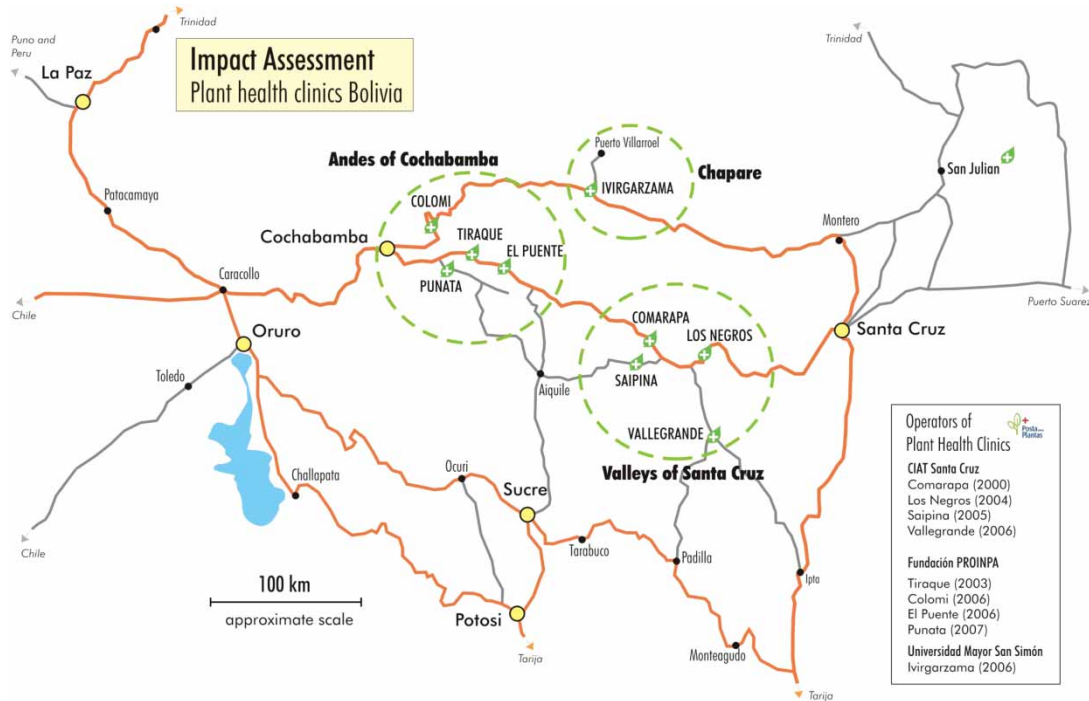 Trinidad
Puno and
Peru
La Paz
Impact Assessment
Plant health clinics Bolivia
Trinidad
Andes of Cochabamba
Puerto Villarroel
Chapare
San Julian
IVIRGARZAMA
Patacamaya
COLOMI
Montero
Cochabamba
TIRAQUE
EL PUENTE
PUNATA
Caracollo
Chile
Puerto Suarez
COMARAPA
Oruro
LOS NEGROS
Santa Cruz
SAIPINA
Toledo
Aiquile
VALLEGRANDE
Valleys of Santa Cruz
Challapata
Ocuri
Sucre
Chile
Tarabuco
Padilla
Ipta
100 km
approximate scale
Potosi
Tarija
Monteagudo
Tarija
Operators of
Plant Health Clinics
Posta para
Plantas
CIAT Santa Cruz
Comarapa (2000)
Los Negros (2004)
Saipina (2005)
Vallegrande (2006)
Fundación PROINPA
Tiraque (2003)
Colomi (2006)
El Puente (2006)
Punata (2007)
Universidad Mayor San Simón
Ivirgarzama (2006)